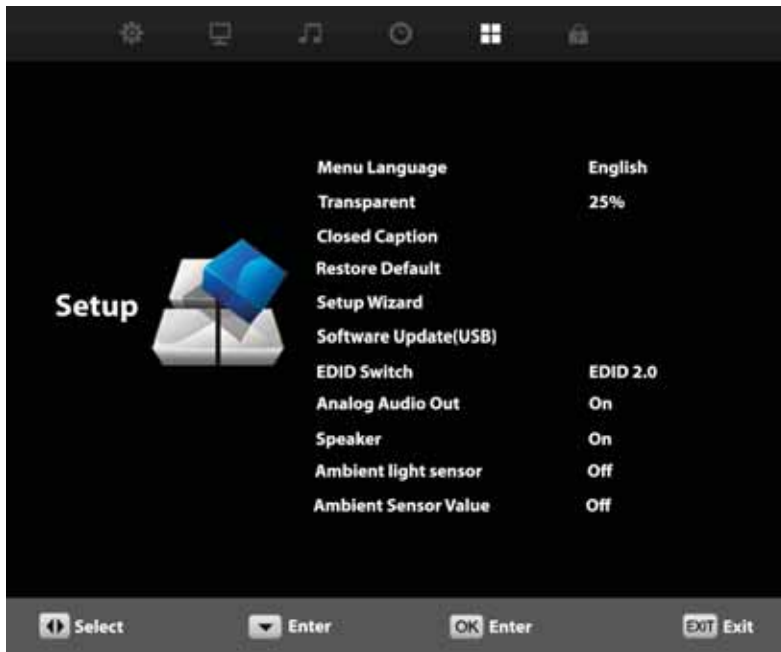 Menu Language English
Transparent 25%
Closed Caption
Restore Default
Setup
Setup Wizard
Software Update(USB)
EDID Switch EDID 2.0
Analog Audio Out On
Speaker On
Ambient light sensor Off
Ambient Sensor Value Off
Select Enter OK Enter EXIT Exit